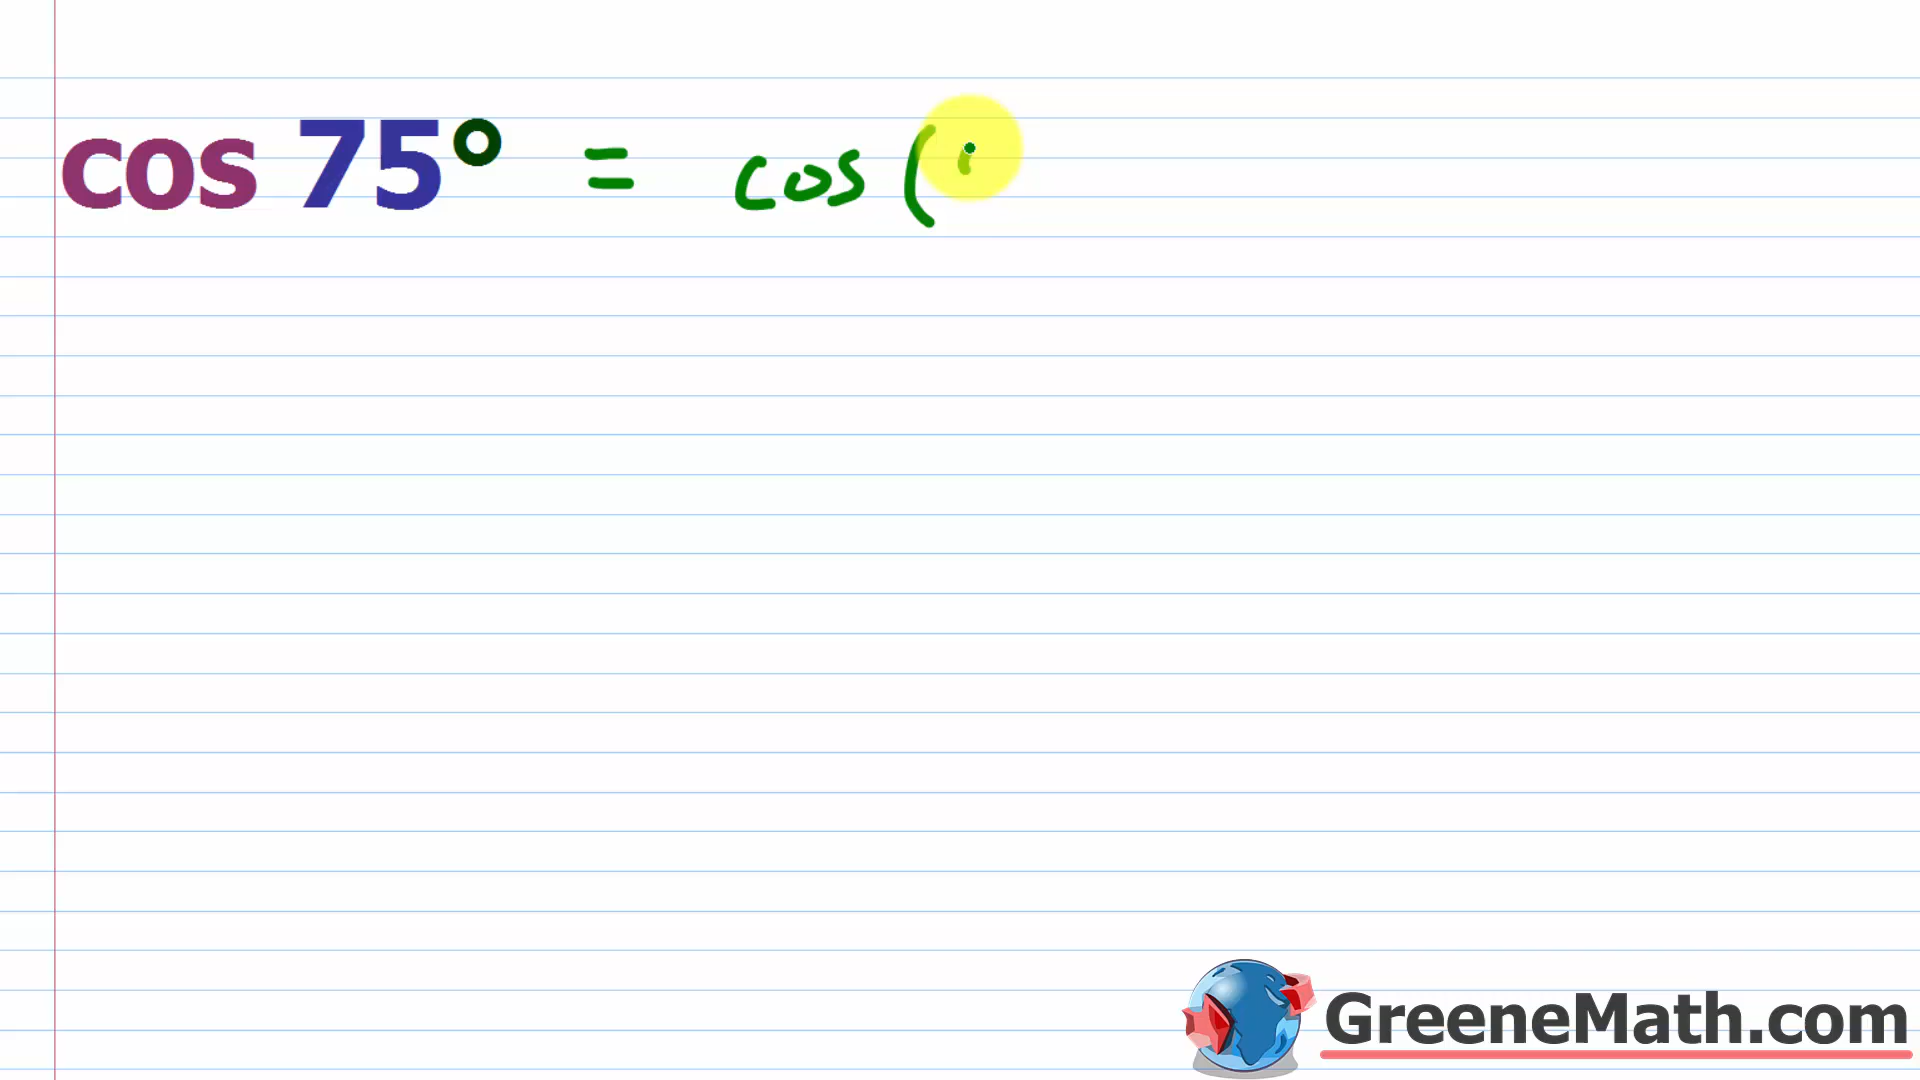 cos 75° = cos (
GreeneMath.com